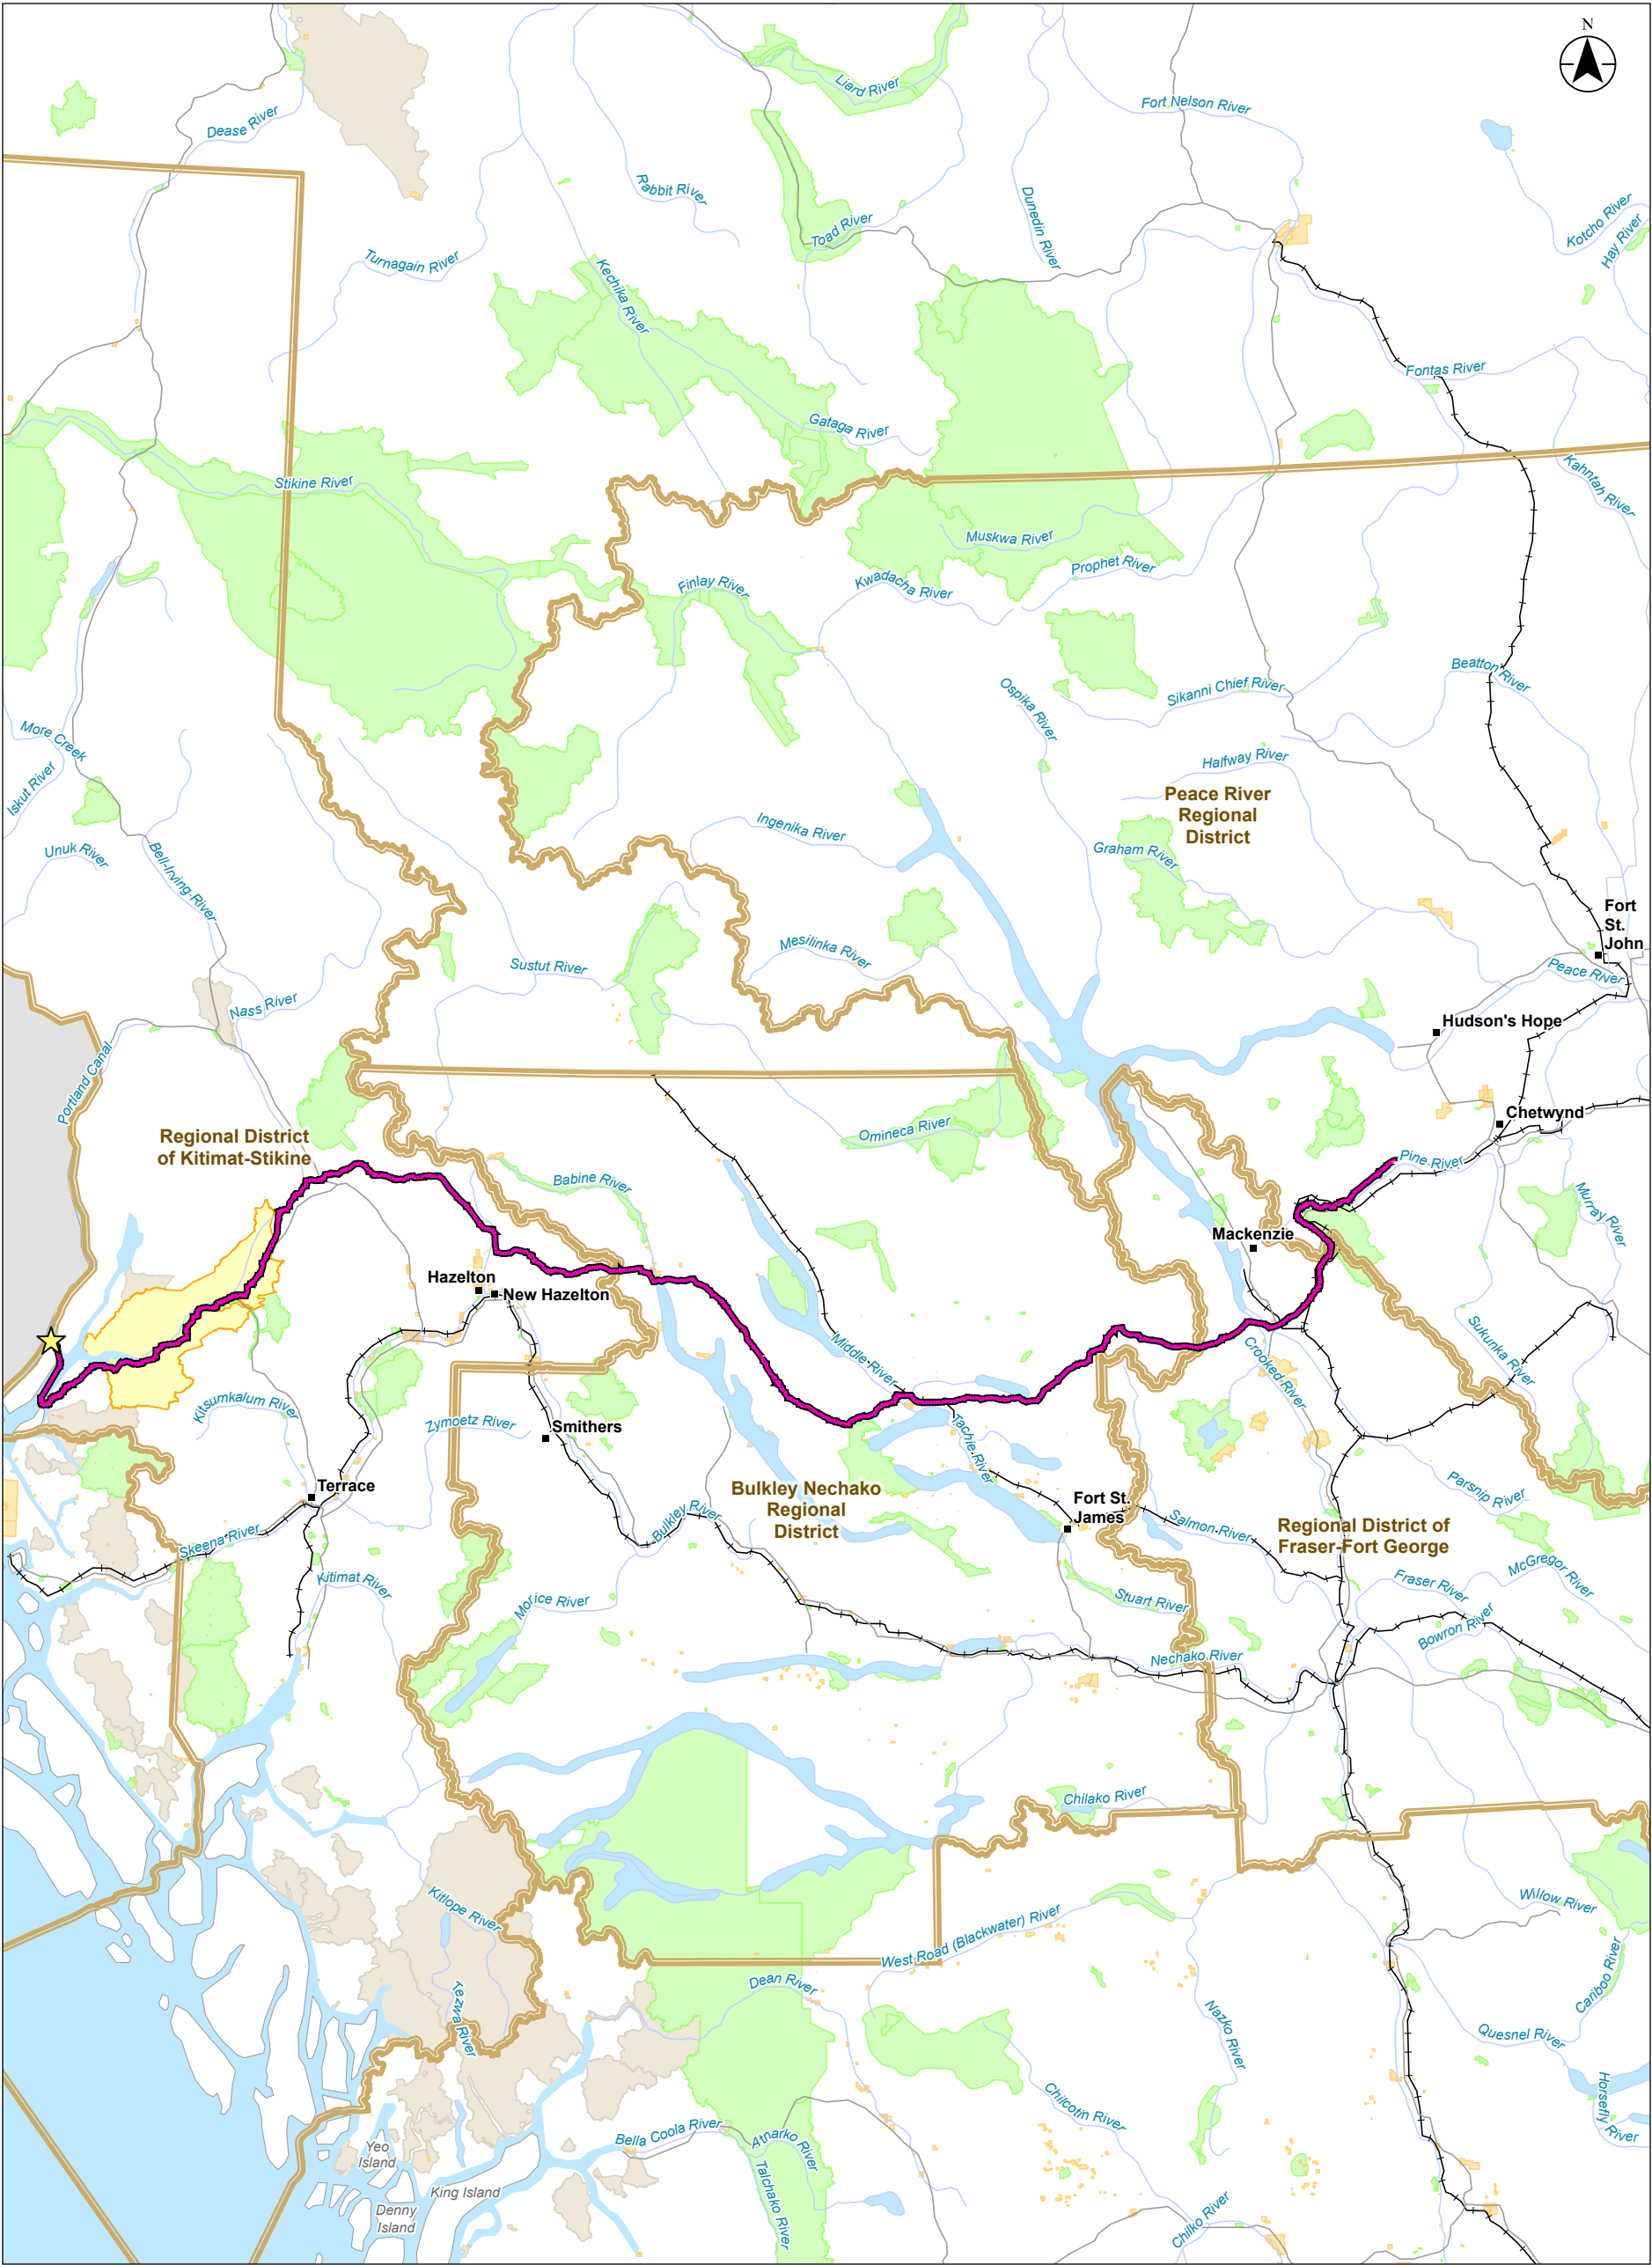 N
Liard River
Fort Nelson River
Dease River
Rabbit River
Dunedin River
Kotcho River
Hay River
Toad River
Turnagain River
Kechika River
Fontas River
Gataga River
Stikine River
Kahntah River
Muskwa River
Prophet River
Finlay River
Kwadacha River
Beatton River
Sikanni Chief River
Ospika River
More Creek
Iskut River
Halfway River
Peace River
Regional
District
Ingenika River
Unuk River
Bell-Irving River
Graham River
Fort
St.
John
Mesilinka River
Sustut River
Peace River
Nass River
Hudson's Hope
Portland Canal
Chetwynd
Omineca River
Regional District
of Kitimat-Stikine
Pine River
Babine River
Murray River
Mackenzie
Hazelton
New Hazelton
Middle River
Crooked River
Sukunka River
Kitsumkalum River
Zymoetz River
Smithers
Tachie River
Terrace
Bulkley Nechako
Regional
District
Parsnip River
Fort St.
James
Bulkley River
Salmon River
Regional District of
Fraser-Fort George
Skeena River
Kitimat River
McGregor River
Fraser River
Morice River
Stuart River
Bowron River
Nechako River
Chilako River
Kitlope River
Willow River
West Road (Blackwater) River
Cariboo River
Dean River
Tezwa River
Nazko River
Quesnel River
Horsefly River
Chilcotin River
Bella Coola River
Atnarko River
Yeo
Island
Talchako River
King Island
Denny
Island
Chilko River